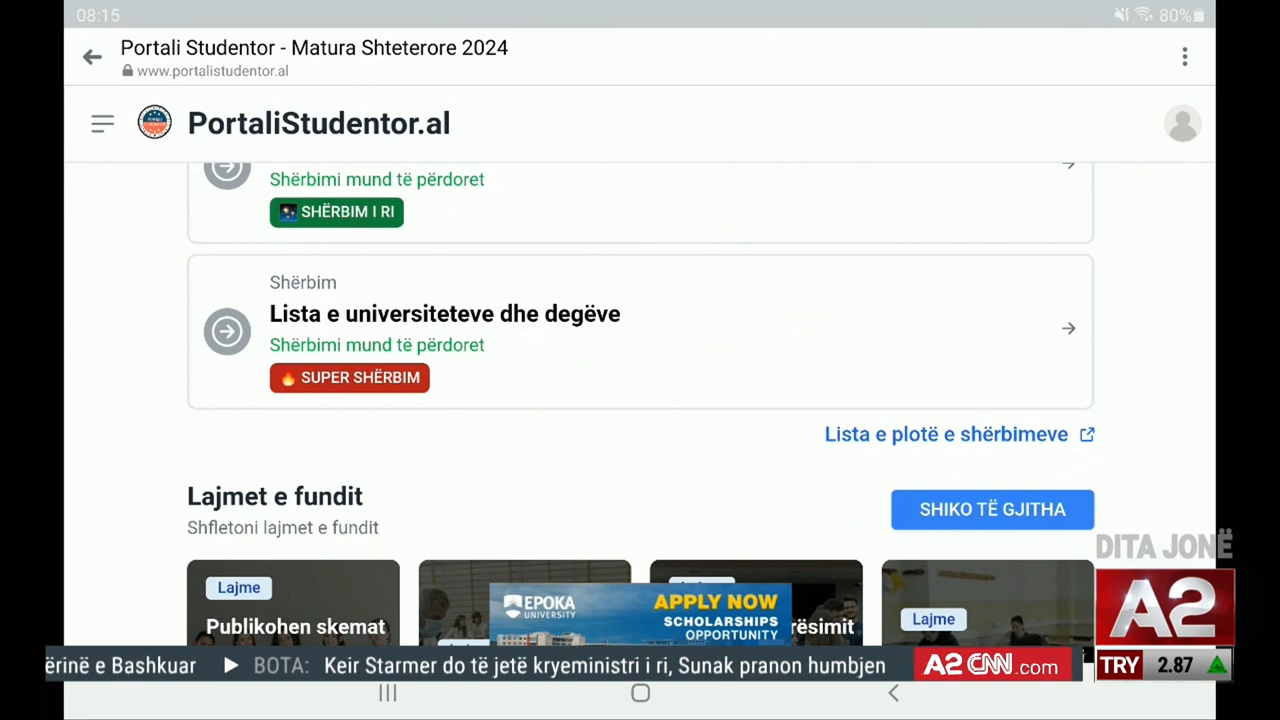 08:15
80%
Portali Studentor - Matura Shteterore 2024
www.portalistudentor.al
PortaliStudentor.al
Shërbimi mund të përdoret
SHËRBIM I RI
Shërbim
Lista e universiteteve dhe degëve
Shërbimi mund të përdoret
SUPER SHËRBIM
Lista e plotë e shërbimeve
Lajmet e fundit
Shfletoni lajmet e fundit
SHIKO TË GJITHA
DITA JONË
Lajme
Publikohen skemat
EPOKA
UNIVERSITY
APPLY NOW
SCHOLARSHIPS
OPPORTUNITY
Lajme
A2
ërinë e Bashkuar ▶ BOTA: Keir Starmer do të jetë kryeministri i ri, Sunak pranon humbjen
A2 CNN.com
TRY 2.87